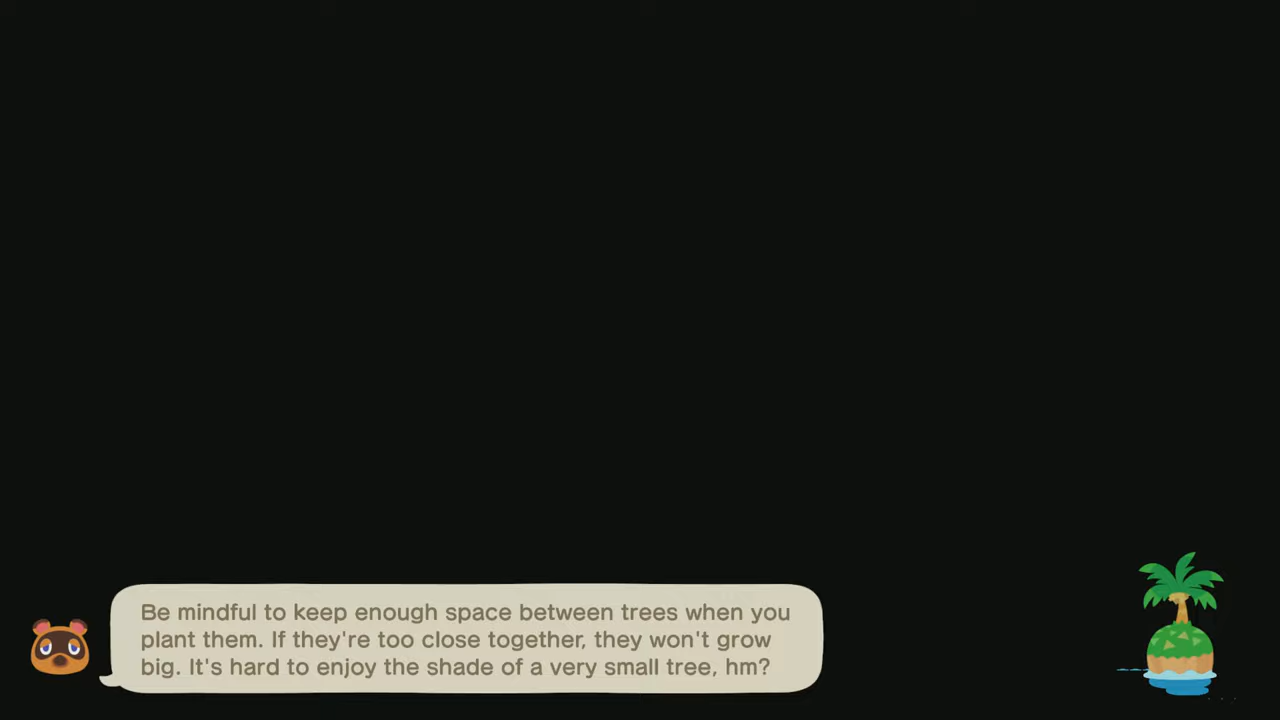 Be mindful to keep enough space between trees when you
plant them. If they're too close together, they won't grow
big. It's hard to enjoy the shade of a very small tree, hm?